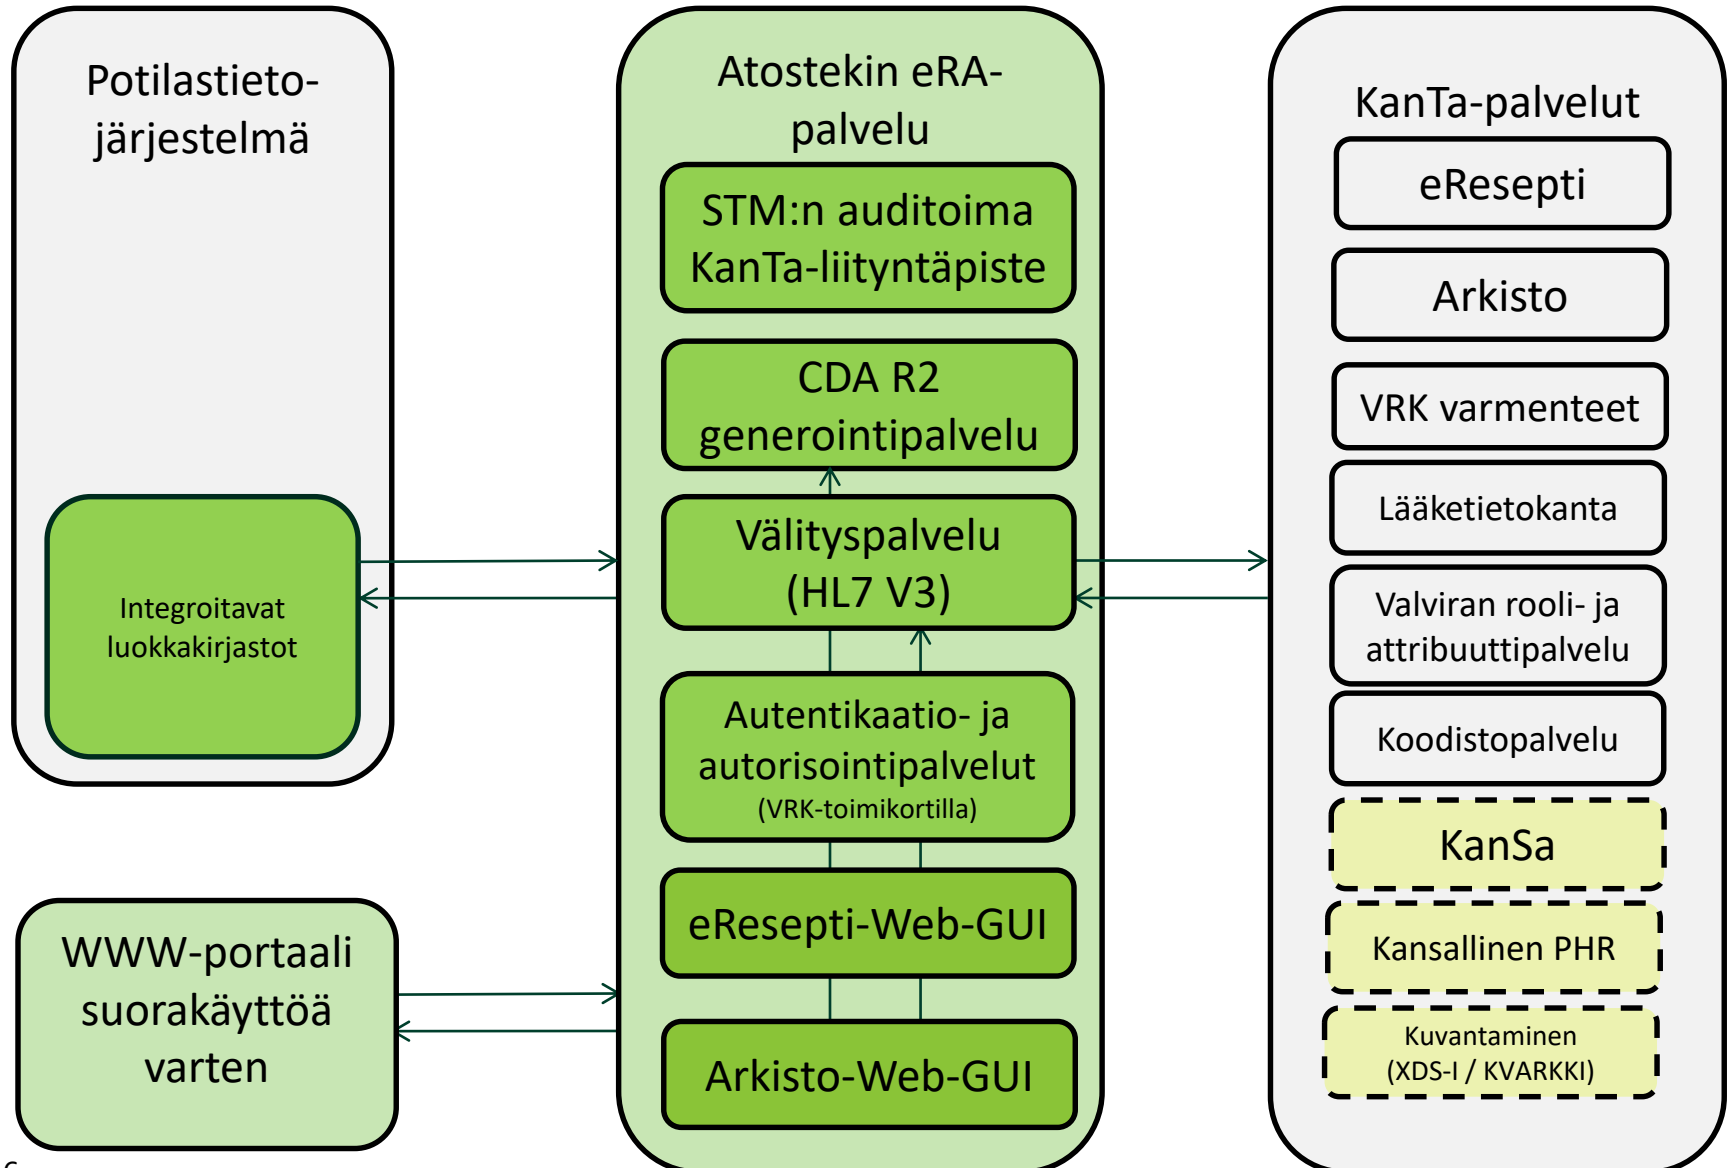 Potilastieto-
järjestelmä
Integroitavat
luokkakirjastot
WWW-portaali
suorakäyttöä
varten
Atostekin eRA-
palvelu
STM:n auditoima
KanTa-liityntäpiste
CDA R2
generointipalvelu
Välityspalvelu
(HL7 V3)
Autentikaatio- ja
autorisointipalvelut
(VRK-toimikortilla)
eResepti-Web-GUI
Arkisto-Web-GUI
KanTa-palvelut
eResepti
Arkisto
VRK varmenteet
Lääketietokanta
Valviran rooli- ja
attribuuttipalvelu
Koodistopalvelu
KanSa
Kansallinen PHR
Kuvantaminen
(XDS-I / KVARKKI)